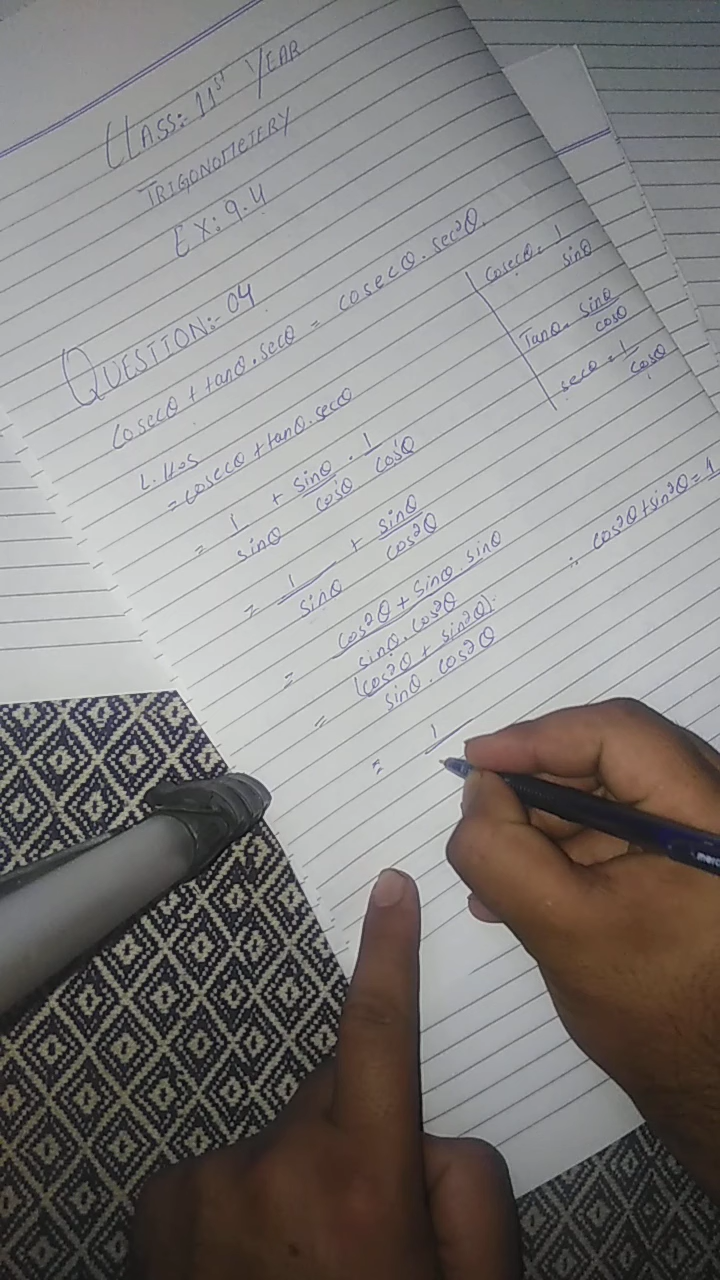 CLASS:- 11st YEAR
TRIGONOMETERY
EX: 9.4
QUESTION:- 04
Cosecθ + tanθ.secθ = cosecθ.sec²θ.
L.H.S
= cosecθ + tanθ.secθ
= 1/sinθ + sinθ/cosθ . 1/cosθ
= 1/sinθ + sinθ/cos²θ
= cos²θ + sinθ.sinθ / sinθ.cos²θ
= (cos²θ + sin²θ) / sinθ.cos²θ
∵ cos²θ + sin²θ = 1
= 1/
Cosecθ = 1/sinθ
Tanθ = sinθ/cosθ
secθ = 1/cosθ